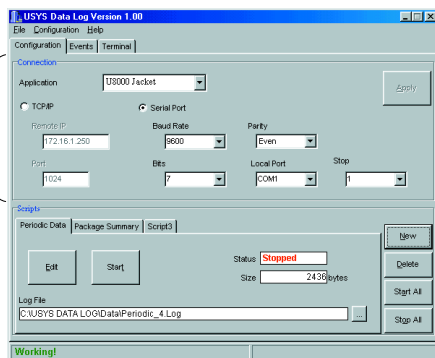 USYS Data Log Version 1.00
File Configuration Help
Configuration Events Terminal
Connection
Application U8000 Jacket
Apply
TCP/IP Serial Port
Remote IP Baud Rate Parity
172.16.1.250 9600 Even
Port Bits Local Port Stop
1024 7 COM1 1
Scripts
Periodic Data Package Summary Script3
New
Edit Start Status Stopped
Delete
Size 2436 bytes
Start All
Log File
C:\USYS DATA LOG\Data\Periodic_4.Log ...
Stop All
Working!